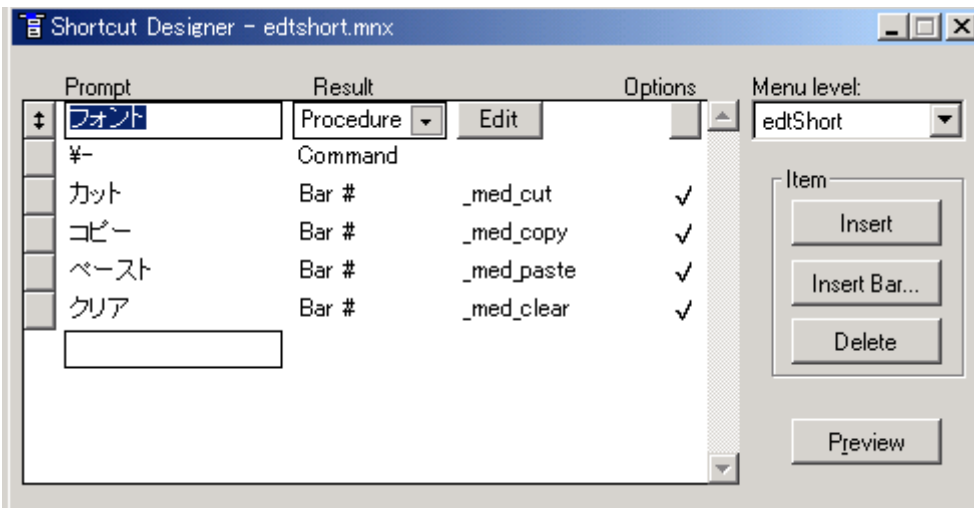 Shortcut Designer - edtshort.mnx
Prompt Result Options Menu level:
フォント Procedure Edit edtShort
¥- Command
Item
カット Bar # _med_cut Insert
コピー Bar # _med_copy
ペースト Bar # _med_paste Insert Bar...
クリア Bar # _med_clear
Delete
Preview